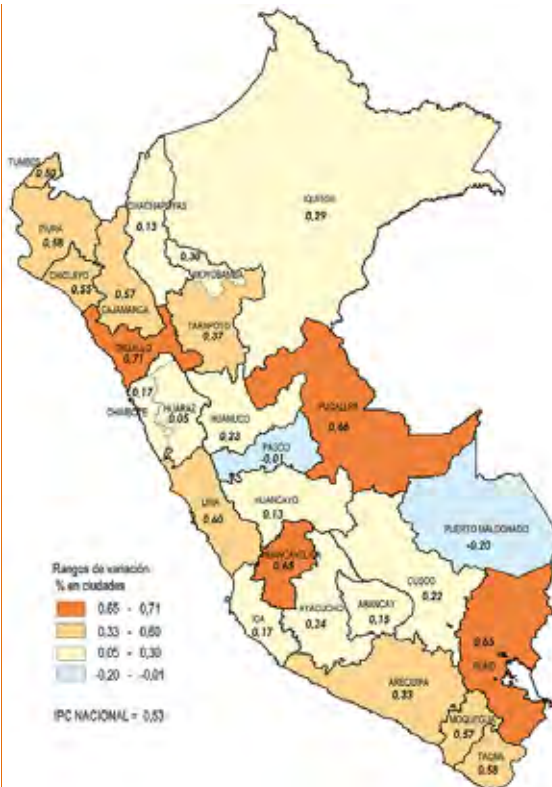 TUMBES
0,50
PIURA
0,58
CHICLAYO
0,55
0,57
CAJAMARCA
CHACHAPOYAS
0,13
IQUITOS
0,29
0,30
MOYOBAMBA
TARAPOTO
0,37
TRUJILLO
0,71
0,17
CHIMBOTE
HUARAZ
0,05
HUANUCO
0,23
PUCALLPA
0,66
PASCO
-0,01
LIMA
0,60
HUANCAYO
0,13
PUERTO MALDONADO
-0,20
HUANCAVELICA
0,65
CUSCO
0,22
ICA
0,17
AYACUCHO
0,24
ABANCAY
0,15
0,65
PUNO
AREQUIPA
0,33
MOQUEGUA
0,57
TACNA
0,58
Rangos de variación
% en ciudades
0,65 - 0,71
0,33 - 0,60
0,05 - 0,30
-0,20 - -0,01
IPC NACIONAL = 0,53